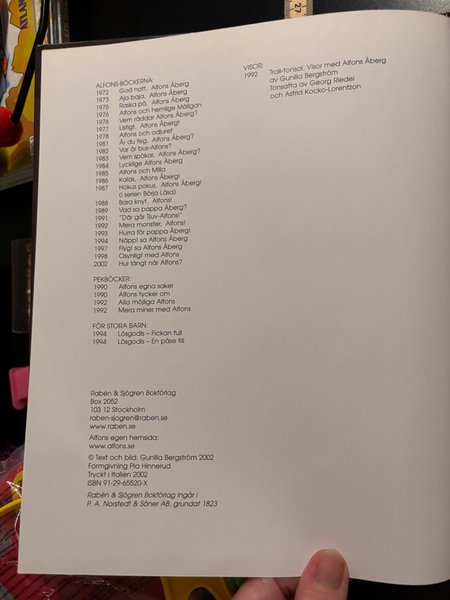 ALFONS-BÖCKERNA:
1972 God natt, Alfons Åberg
1973 Aja baja, Alfons Åberg
1975 Raska på, Alfons Åberg
1976 Alfons och hemlige Mållgan
1976 Vem räddar Alfons Åberg?
1977 Listigt, Alfons Åberg!
1978 Alfons och odjuret
1981 Är du feg, Alfons Åberg?
1982 Var är bus-Alfons?
1983 Vem spökar, Alfons Åberg?
1984 Lycklige Alfons Åberg
1985 Alfons och Milla
1986 Kalas, Alfons Åberg!
1987 Hokus pokus, Alfons Åberg!
(i serien Börja Läsa)
1988 Bara knyt, Alfons!
1989 Vad sa pappa Åberg?
1991 "Där går Tjuv-Alfons!"
1992 Mera monster, Alfons!
1993 Hurra för pappa Åberg!
1994 Näpp! sa Alfons Åberg
1997 Flyg! sa Alfons Åberg
1998 Osynligt med Alfons
2002 Hur långt når Alfons?
PEKBÖCKER:
1990 Alfons egna saker
1990 Alfons tycker om
1992 Alla möjliga Alfons
1992 Mera miner med Alfons
FÖR STORA BARN:
1994 Lösgodis – Fickan full
1994 Lösgodis – En påse till
VISOR:
1992 Trall-fonsar. Visor med Alfons Åberg
av Gunilla Bergström
Tonsatta av Georg Riedel
och Astrid Kocko-Lorentzon
Rabén & Sjögren Bokförlag
Box 2052
103 12 Stockholm
raben-sjogren@raben.se
www.raben.se
Alfons egen hemsida:
www.alfons.se
© Text och bild: Gunilla Bergström 2002
Formgivning Pia Hinnerud
Tryckt i Italien 2002
ISBN 91-29-65520-X
Rabén & Sjögren Bokförlag ingår i
P. A. Norstedt & Söner AB, grundat 1823